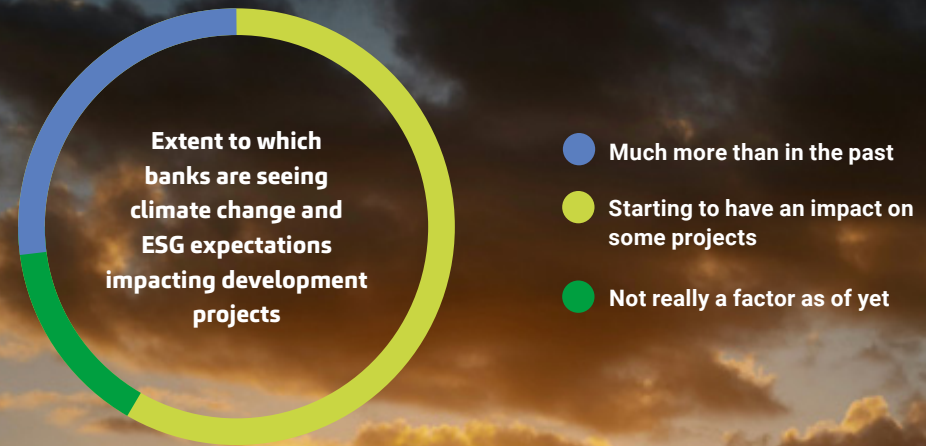 Extent to which
banks are seeing
climate change and
ESG expectations
impacting development
projects
Much more than in the past
Starting to have an impact on
some projects
Not really a factor as of yet